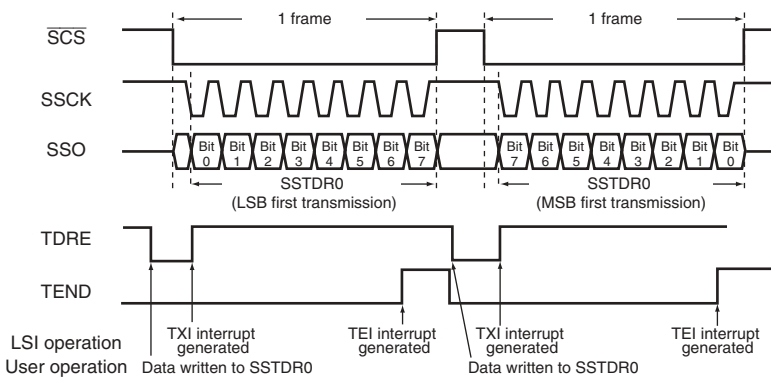 1 frame 1 frame
SCS
SSCK
SSO
Bit 0 Bit 1 Bit 2 Bit 3 Bit 4 Bit 5 Bit 6 Bit 7 Bit 7 Bit 6 Bit 5 Bit 4 Bit 3 Bit 2 Bit 1 Bit 0
SSTDR0 SSTDR0
(LSB first transmission) (MSB first transmission)
TDRE
TEND
LSI operation TXI interrupt generated TEI interrupt generated TXI interrupt generated TEI interrupt generated
User operation Data written to SSTDR0 Data written to SSTDR0